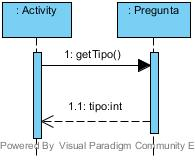 : Activity
: Pregunta
1: getTipo()
1.1: tipo:int
Powered By Visual Paradigm Community E